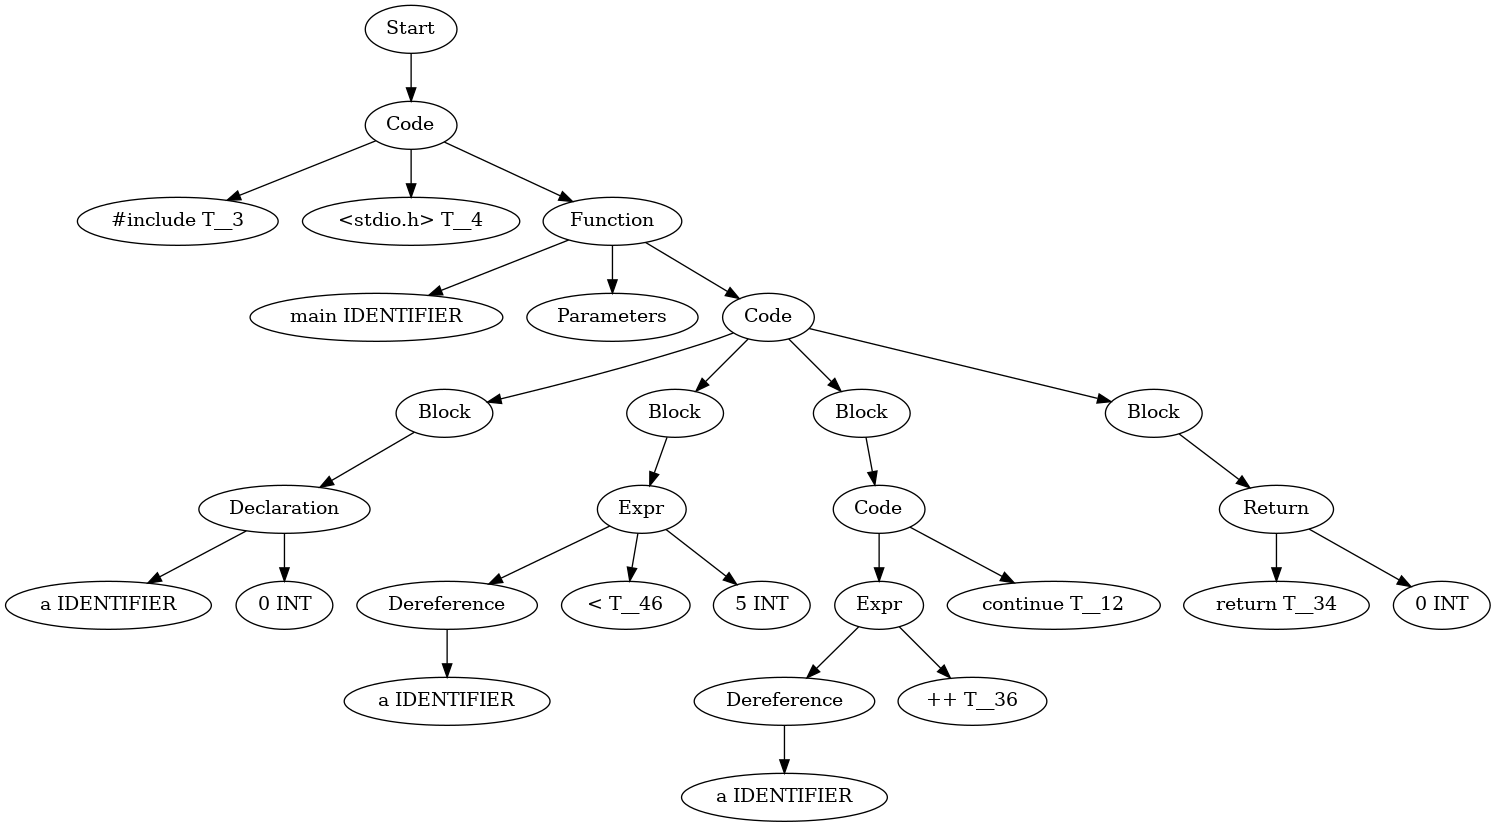 Start
Code
#include T__3
<stdio.h> T__4
Function
main IDENTIFIER
Parameters
Code
Block
Block
Block
Block
Declaration
Expr
Code
Return
a IDENTIFIER
0 INT
Dereference
< T__46
5 INT
Expr
continue T__12
return T__34
0 INT
a IDENTIFIER
Dereference
++ T__36
a IDENTIFIER